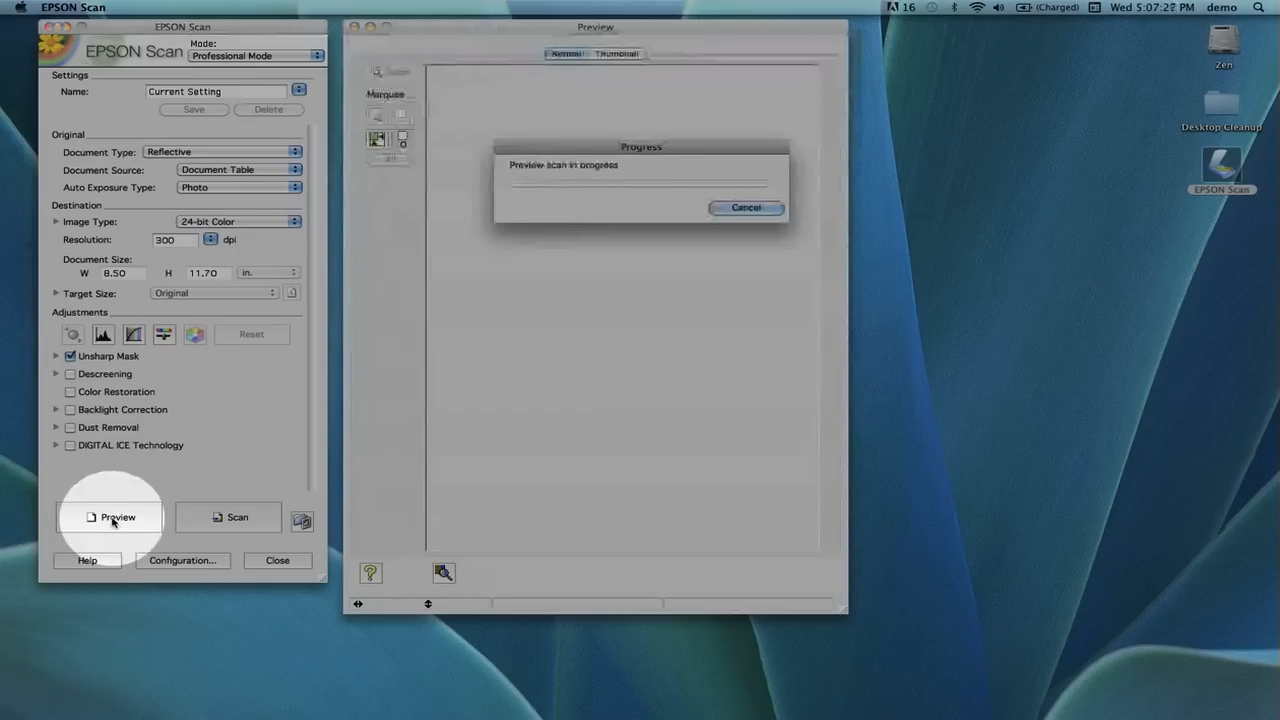 EPSON Scan
16
(Charged)
Wed 5:07:28 PM
demo
EPSON Scan
EPSON Scan
Mode:
Professional Mode
Settings
Name:
Current Setting
Save
Delete
Original
Document Type:
Reflective
Document Source:
Document Table
Auto Exposure Type:
Photo
Destination
Image Type:
24-bit Color
Resolution:
300
dpi
Document Size:
W
8.50
H
11.70
in.
Target Size:
Original
Adjustments
Reset
Unsharp Mask
Descreening
Color Restoration
Backlight Correction
Dust Removal
DIGITAL ICE Technology
Preview
Scan
Help
Configuration...
Close
Preview
Normal
Thumbnail
Marquee
All
Progress
Preview scan in progress
Cancel
Zen
Desktop Cleanup
EPSON Scan